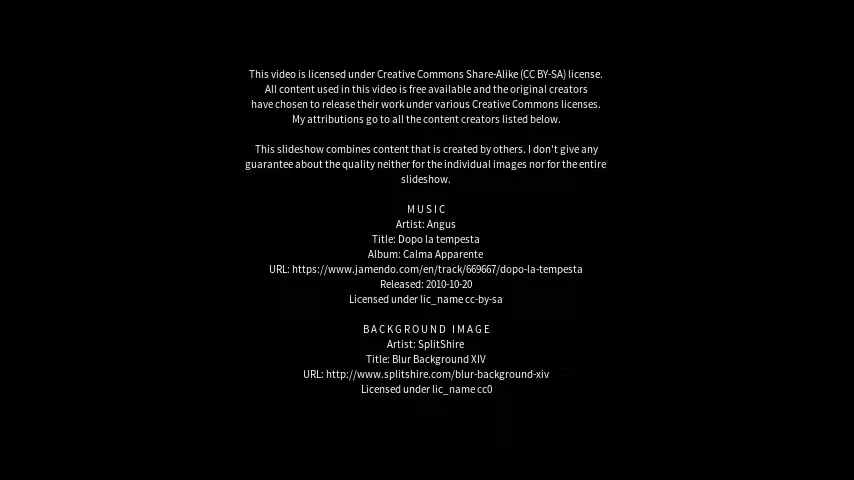 This video is licensed under Creative Commons Share-Alike (CC BY-SA) license.
All content used in this video is free available and the original creators
have chosen to release their work under various Creative Commons licenses.
My attributions go to all the content creators listed below.
This slideshow combines content that is created by others. I don't give any
guarantee about the quality neither for the individual images nor for the entire
slideshow.
MUSIC
Artist: Angus
Title: Dopo la tempesta
Album: Calma Apparente
URL: https://www.jamendo.com/en/track/669667/dopo-la-tempesta
Released: 2010-10-20
Licensed under lic_name cc-by-sa
BACKGROUND IMAGE
Artist: SplitShire
Title: Blur Background XIV
URL: http://www.splitshire.com/blur-background-xiv
Licensed under lic_name cc0